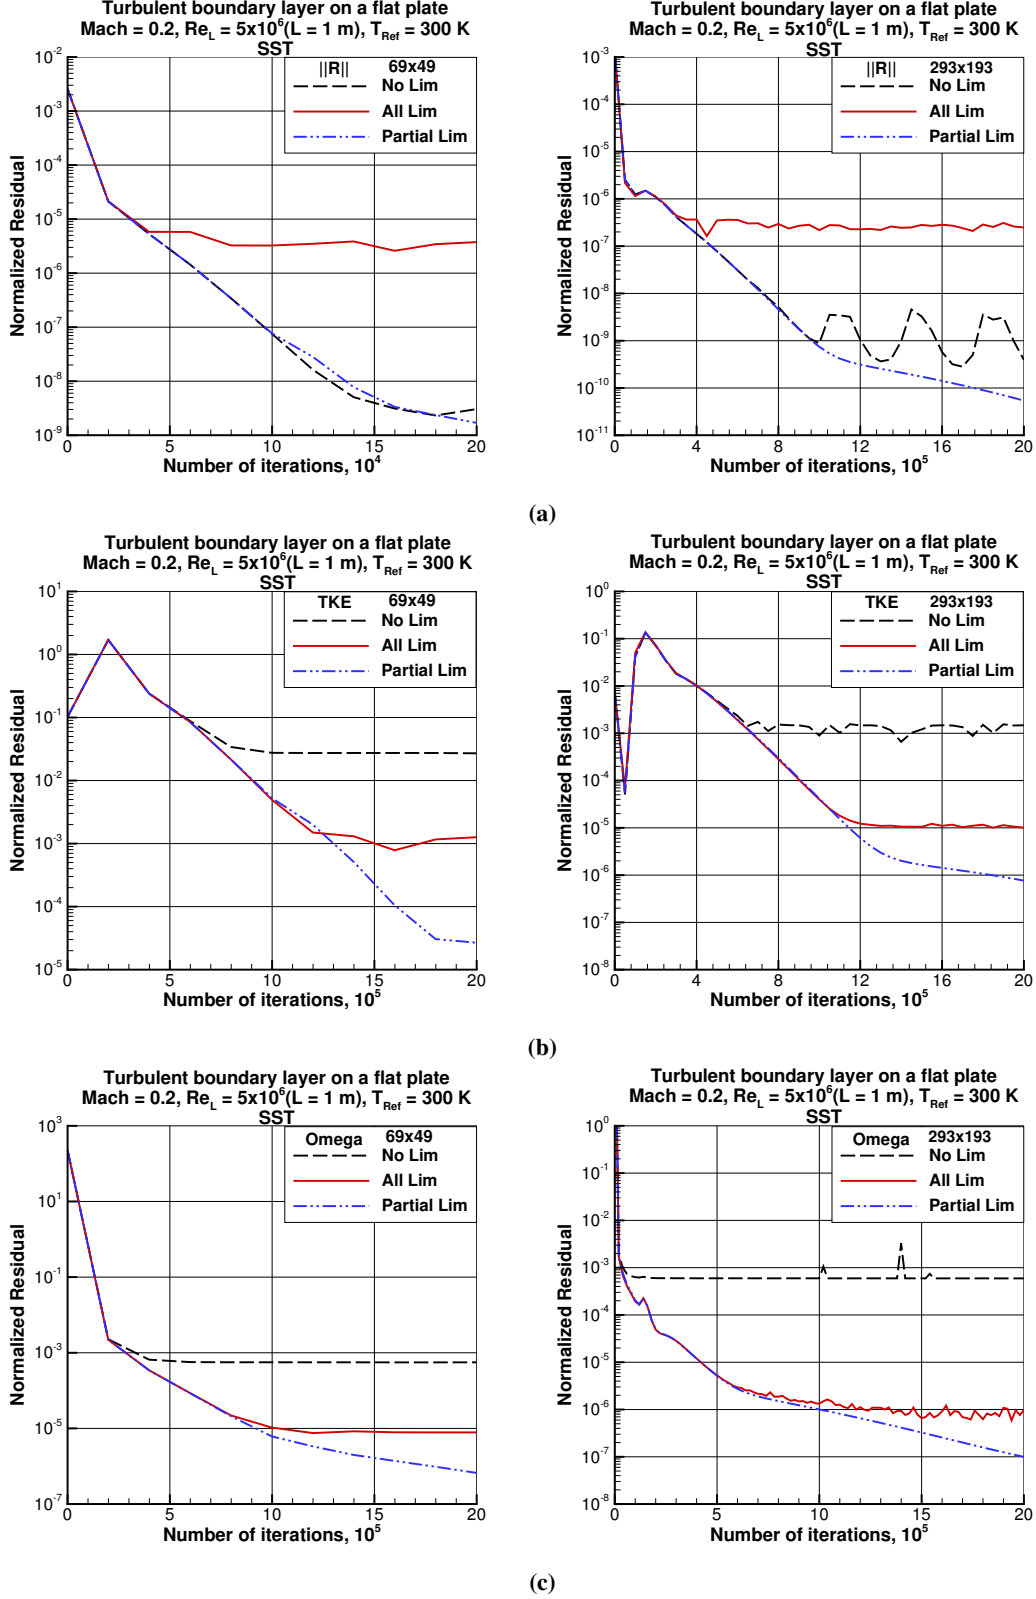 Turbulent boundary layer on a flat plate
Mach = 0.2, Re_L = 5x10^6(L = 1 m), T_Ref = 300 K
SST
||R|| 69x49
No Lim
All Lim
Partial Lim
Normalized Residual
10^-2
10^-3
10^-4
10^-5
10^-6
10^-7
10^-8
10^-9
0 5 10 15 20
Number of iterations, 10^4
Turbulent boundary layer on a flat plate
Mach = 0.2, Re_L = 5x10^6(L = 1 m), T_Ref = 300 K
SST
||R|| 293x193
No Lim
All Lim
Partial Lim
Normalized Residual
10^-3
10^-4
10^-5
10^-6
10^-7
10^-8
10^-9
10^-10
10^-11
0 4 8 12 16 20
Number of iterations, 10^5
(a)
Turbulent boundary layer on a flat plate
Mach = 0.2, Re_L = 5x10^6(L = 1 m), T_Ref = 300 K
SST
TKE 69x49
No Lim
All Lim
Partial Lim
Normalized Residual
10^1
10^0
10^-1
10^-2
10^-3
10^-4
10^-5
0 5 10 15 20
Number of iterations, 10^5
Turbulent boundary layer on a flat plate
Mach = 0.2, Re_L = 5x10^6(L = 1 m), T_Ref = 300 K
SST
TKE 293x193
No Lim
All Lim
Partial Lim
Normalized Residual
10^0
10^-1
10^-2
10^-3
10^-4
10^-5
10^-6
10^-7
10^-8
0 4 8 12 16 20
Number of iterations, 10^5
(b)
Turbulent boundary layer on a flat plate
Mach = 0.2, Re_L = 5x10^6(L = 1 m), T_Ref = 300 K
SST
Omega 69x49
No Lim
All Lim
Partial Lim
Normalized Residual
10^3
10^1
10^-1
10^-3
10^-5
10^-7
0 5 10 15 20
Number of iterations, 10^5
Turbulent boundary layer on a flat plate
Mach = 0.2, Re_L = 5x10^6(L = 1 m), T_Ref = 300 K
SST
Omega 293x193
No Lim
All Lim
Partial Lim
Normalized Residual
10^0
10^-1
10^-2
10^-3
10^-4
10^-5
10^-6
10^-7
10^-8
5 10 15 20
Number of iterations, 10^5
(c)